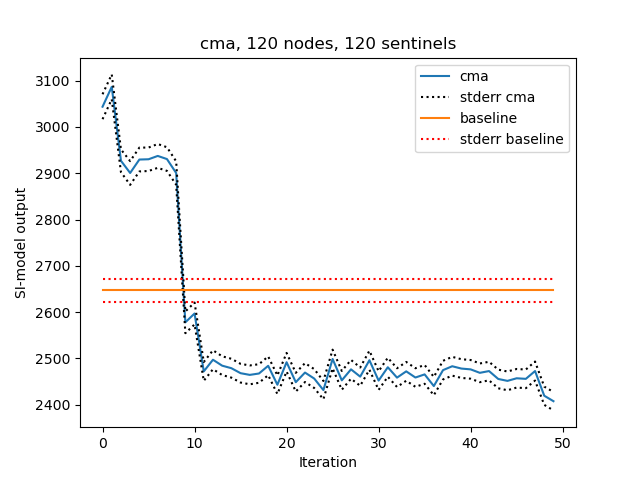 cma, 120 nodes, 120 sentinels
cma
stderr cma
baseline
stderr baseline
3100
3000
2900
2800
2700
2600
2500
2400
SI-model output
0 10 20 30 40 50
Iteration